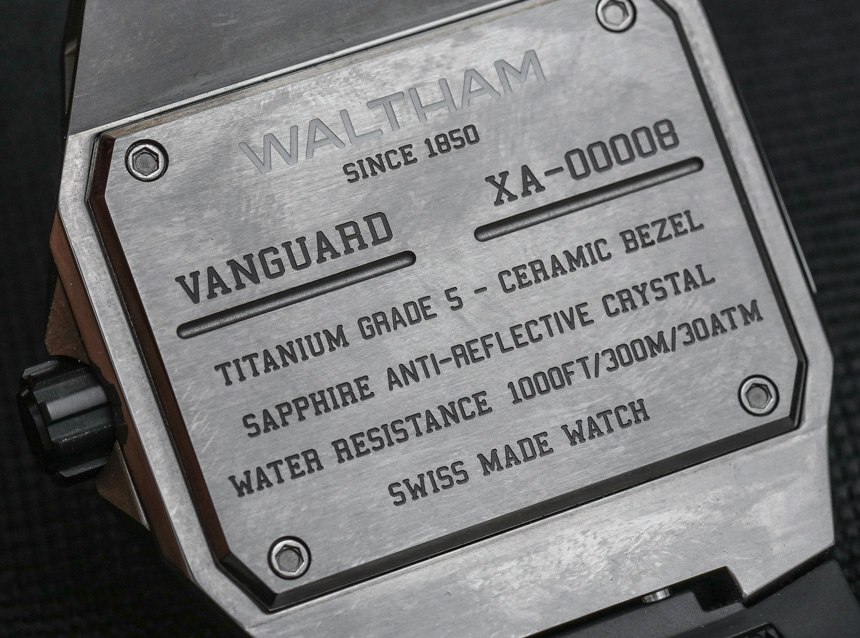 WALTHAM
SINCE 1850
VANGUARD XA-00008
TITANIUM GRADE 5 - CERAMIC BEZEL
SAPPHIRE ANTI-REFLECTIVE CRYSTAL
WATER RESISTANCE 1000FT/300M/30ATM
SWISS MADE WATCH